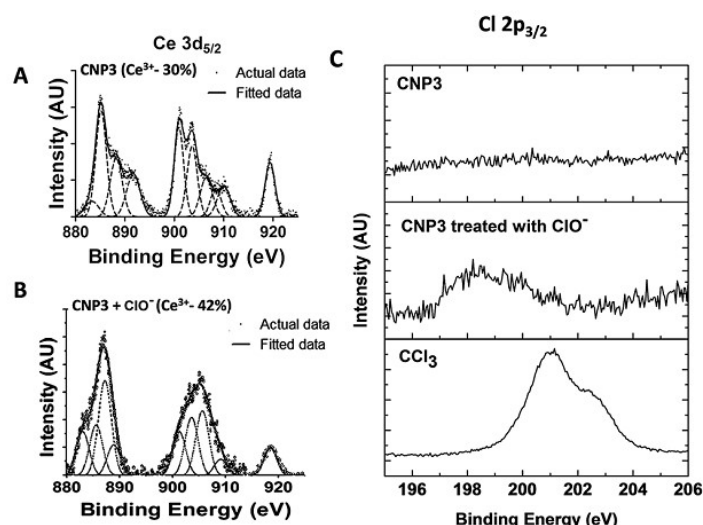 Ce 3d5/2
Cl 2p3/2
A
CNP3 (Ce³⁺- 30%)
Actual data
Fitted data
Intensity (AU)
880 890 900 910 920
Binding Energy (eV)
B
CNP3 + ClO⁻ (Ce³⁺- 42%)
Actual data
Fitted data
Intensity (AU)
880 890 900 910 920
Binding Energy (eV)
C
CNP3
CNP3 treated with ClO⁻
CCl₃
Intensity (AU)
196 198 200 202 204 206
Binding Energy (eV)